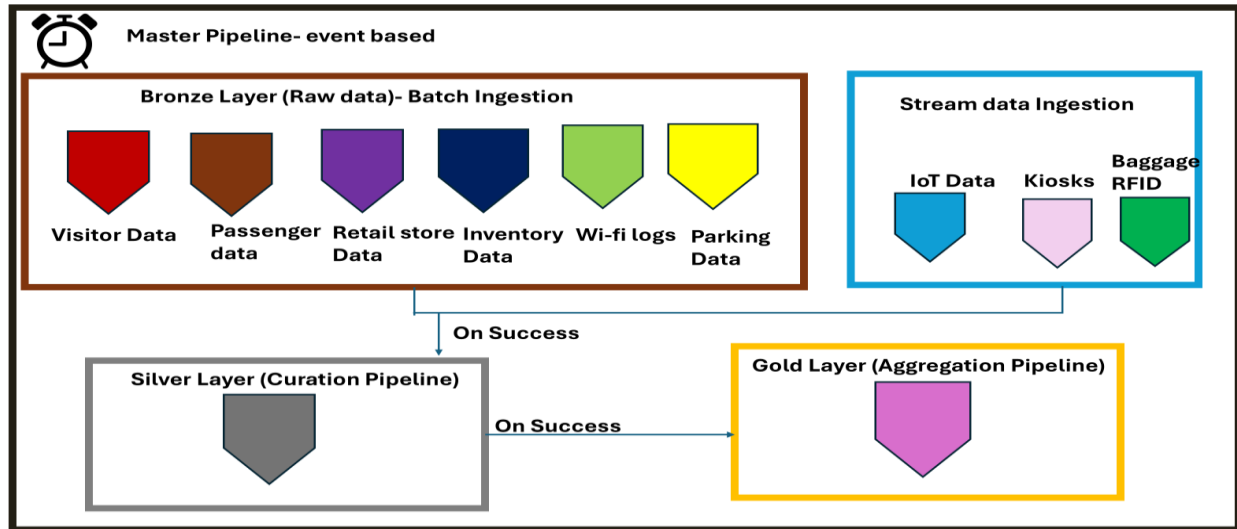 Master Pipeline- event based
Bronze Layer (Raw data)- Batch Ingestion
Visitor Data
Passenger
data
Retail store
Data
Inventory
Data
Wi-fi logs
Parking
Data
Stream data Ingestion
IoT Data
Kiosks
Baggage
RFID
On Success
Silver Layer (Curation Pipeline)
On Success
Gold Layer (Aggregation Pipeline)